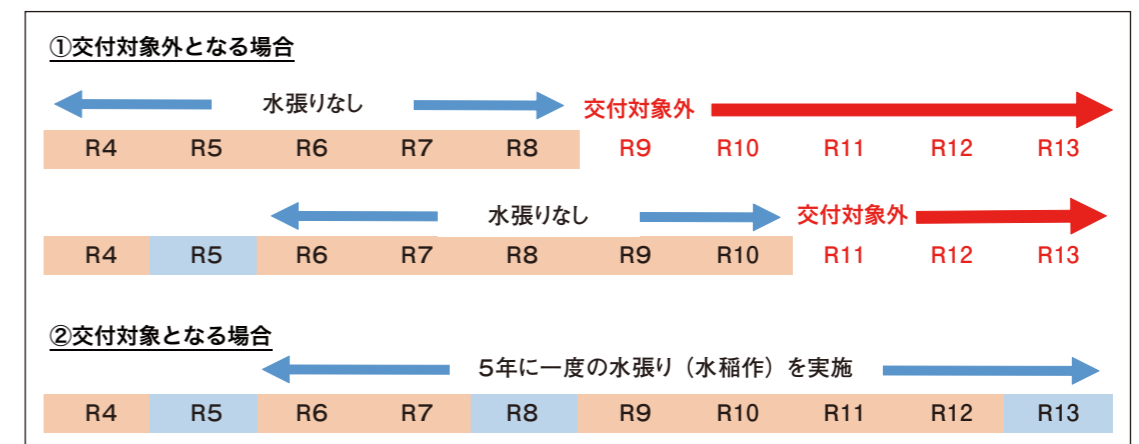 ①交付対象外となる場合
水張りなし 交付対象外
R4 R5 R6 R7 R8 R9 R10 R11 R12 R13
水張りなし 交付対象外
R4 R5 R6 R7 R8 R9 R10 R11 R12 R13
②交付対象となる場合
5年に一度の水張り（水稲作）を実施
R4 R5 R6 R7 R8 R9 R10 R11 R12 R13